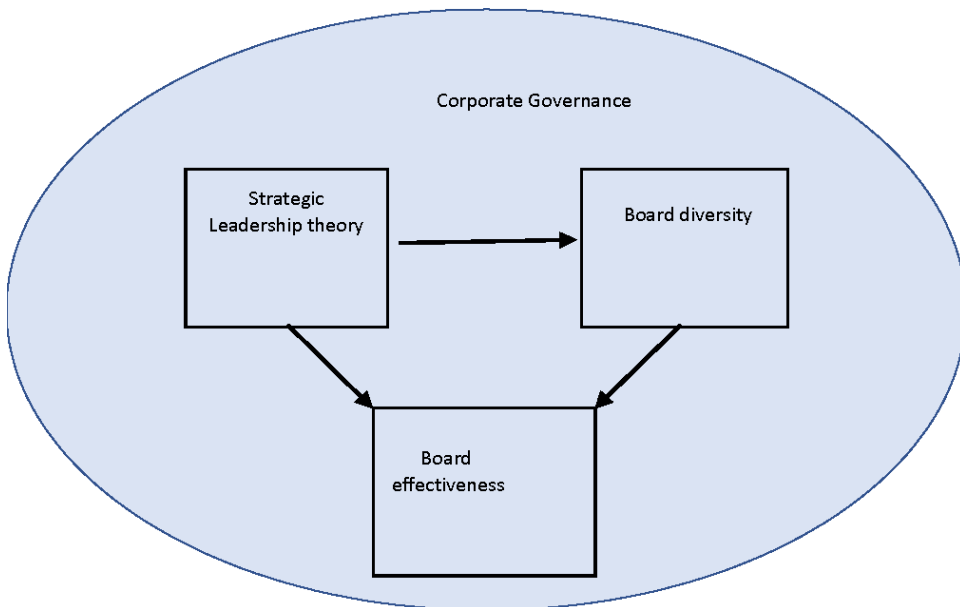 Corporate Governance
Strategic
Leadership theory
Board diversity
Board
effectiveness